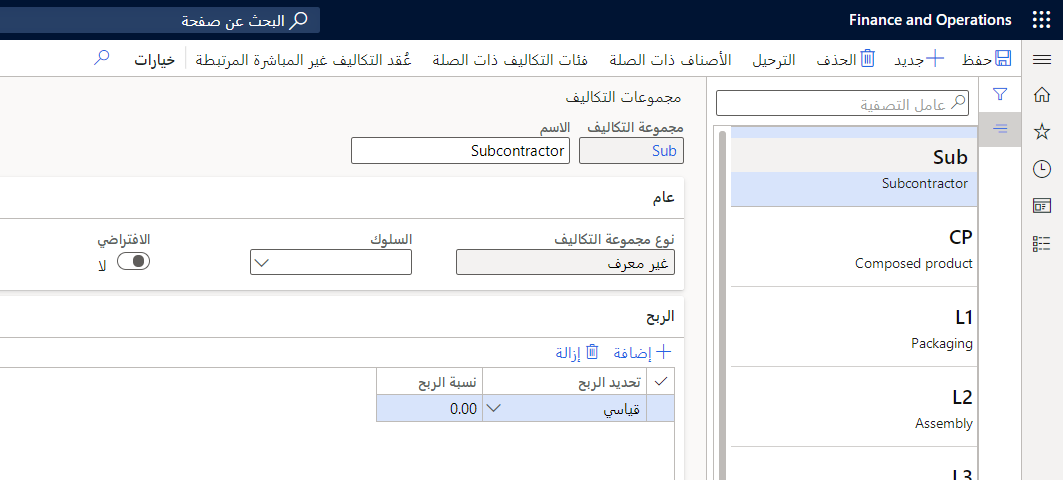 Finance and Operations
البحث عن صفحة
حفظ
جديد
الحذف
الترحيل
الأصناف ذات الصلة
فئات التكاليف ذات الصلة
عُقد التكاليف غير المباشرة المرتبطة
خيارات
عامل التصفية
Sub
Subcontractor
CP
Composed product
L1
Packaging
L2
Assembly
L3
مجموعات التكاليف
مجموعة التكاليف الاسم
Sub Subcontractor
عام
نوع مجموعة التكاليف السلوك الافتراضي
غير معرف لا
الربح
إضافة إزالة
تحديد الربح نسبة الربح
قياسي 0.00